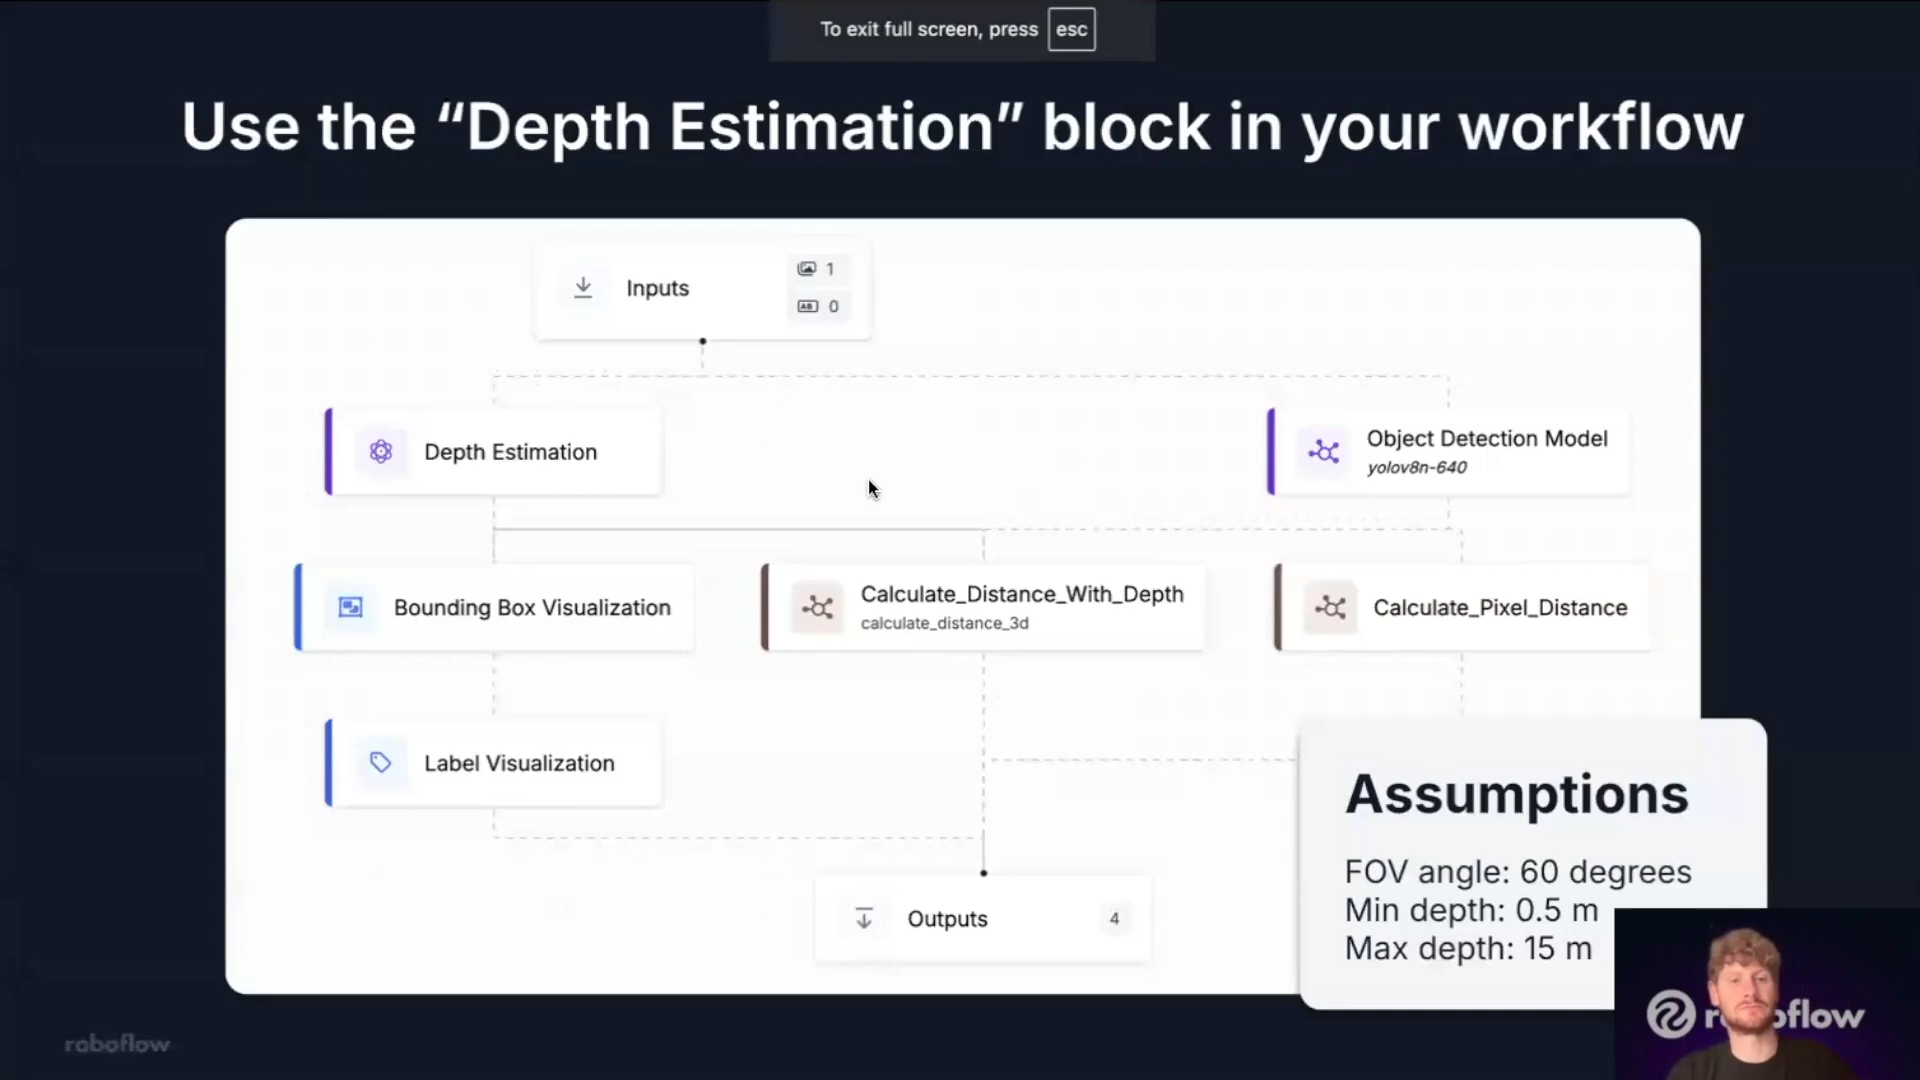 To exit full screen, press esc
Use the “Depth Estimation” block in your workflow
Inputs
1
AB 0
Depth Estimation
Object Detection Model
yolov8n-640
Bounding Box Visualization
Calculate_Distance_With_Depth
calculate_distance_3d
Calculate_Pixel_Distance
Label Visualization
Outputs
4
Assumptions
FOV angle: 60 degrees
Min depth: 0.5 m
Max depth: 15 m
roboflow